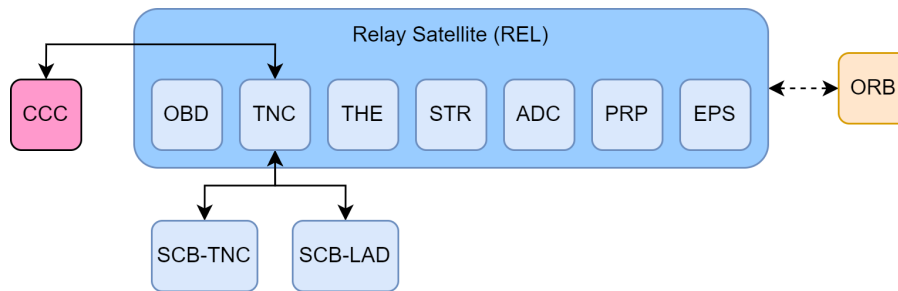 Relay Satellite (REL)
CCC
OBD
TNC
THE
STR
ADC
PRP
EPS
ORB
SCB-TNC
SCB-LAD